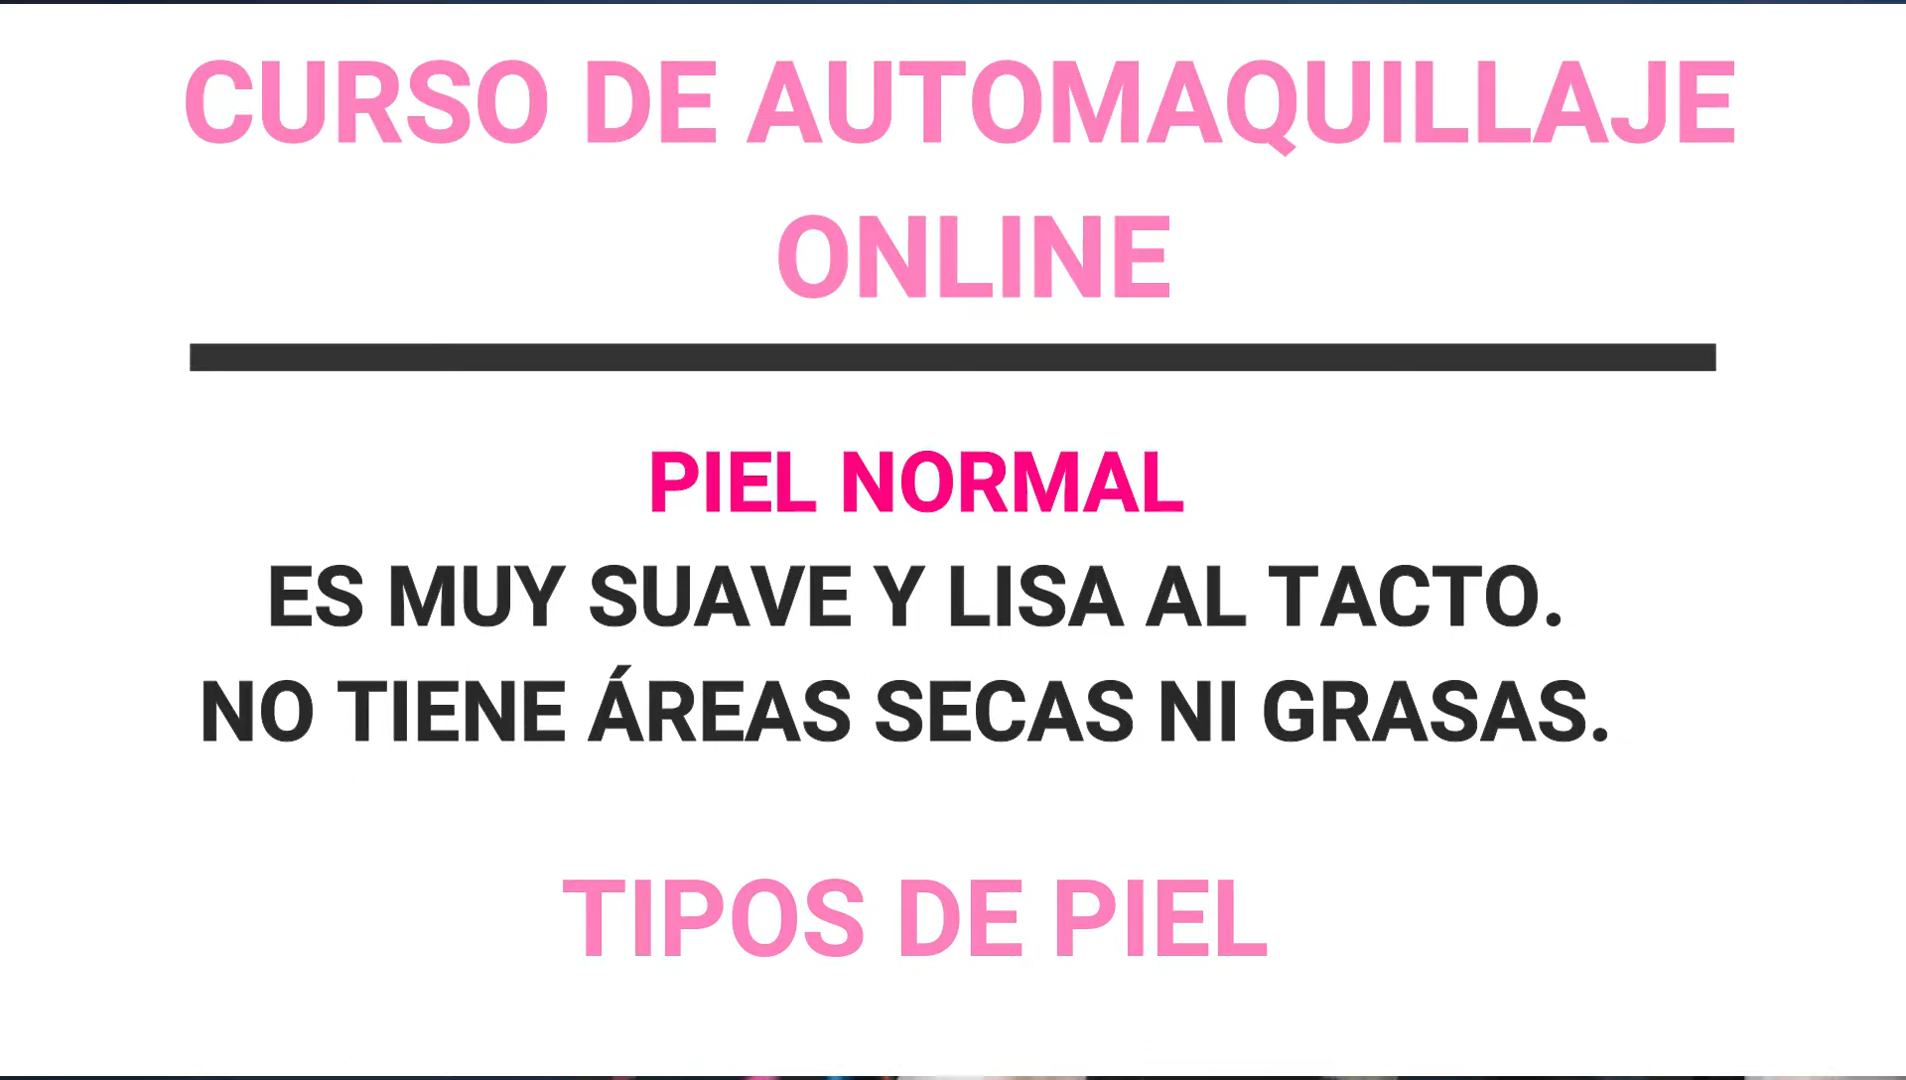 CURSO DE AUTOMAQUILLAJE
ONLINE
PIEL NORMAL
ES MUY SUAVE Y LISA AL TACTO.
NO TIENE ÁREAS SECAS NI GRASAS.
TIPOS DE PIEL